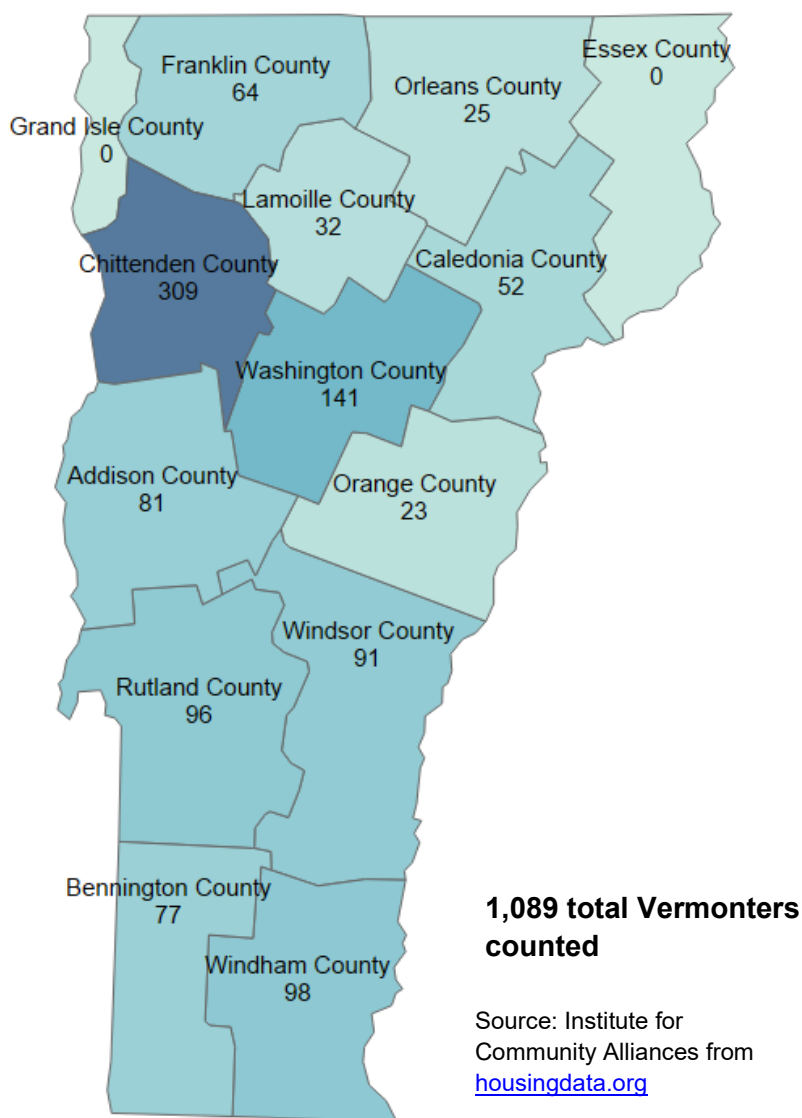 Essex County
0
Franklin County
64
Orleans County
25
Grand Isle County
0
Lamoille County
32
Chittenden County
309
Caledonia County
52
Washington County
141
Addison County
81
Orange County
23
Windsor County
91
Rutland County
96
Bennington County
77
Windham County
98
1,089 total Vermonters
counted
Source: Institute for
Community Alliances from
housingdata.org